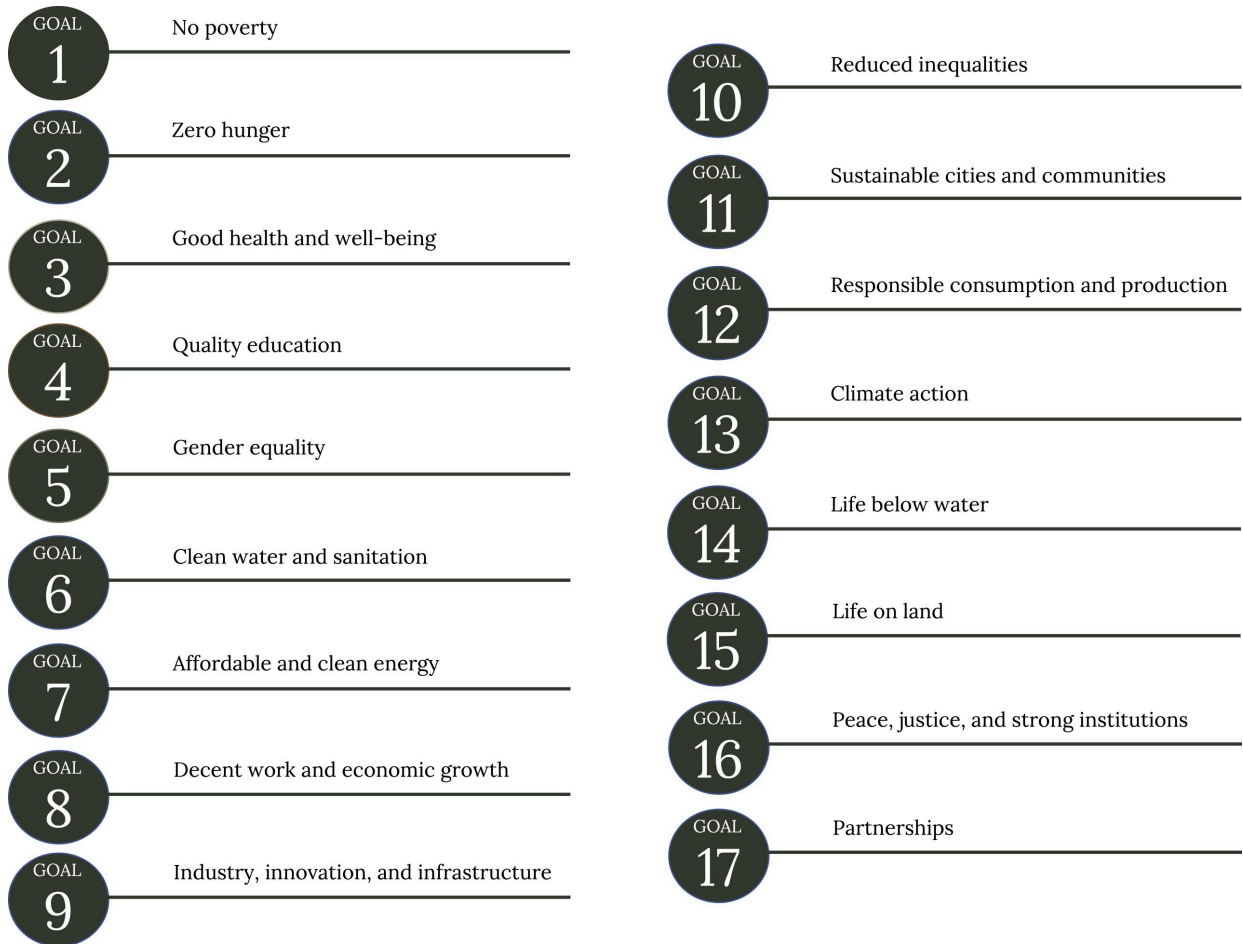 GOAL
1
No poverty
GOAL
2
Zero hunger
GOAL
3
Good health and well-being
GOAL
4
Quality education
GOAL
5
Gender equality
GOAL
6
Clean water and sanitation
GOAL
7
Affordable and clean energy
GOAL
8
Decent work and economic growth
GOAL
9
Industry, innovation, and infrastructure
GOAL
10
Reduced inequalities
GOAL
11
Sustainable cities and communities
GOAL
12
Responsible consumption and production
GOAL
13
Climate action
GOAL
14
Life below water
GOAL
15
Life on land
GOAL
16
Peace, justice, and strong institutions
GOAL
17
Partnerships